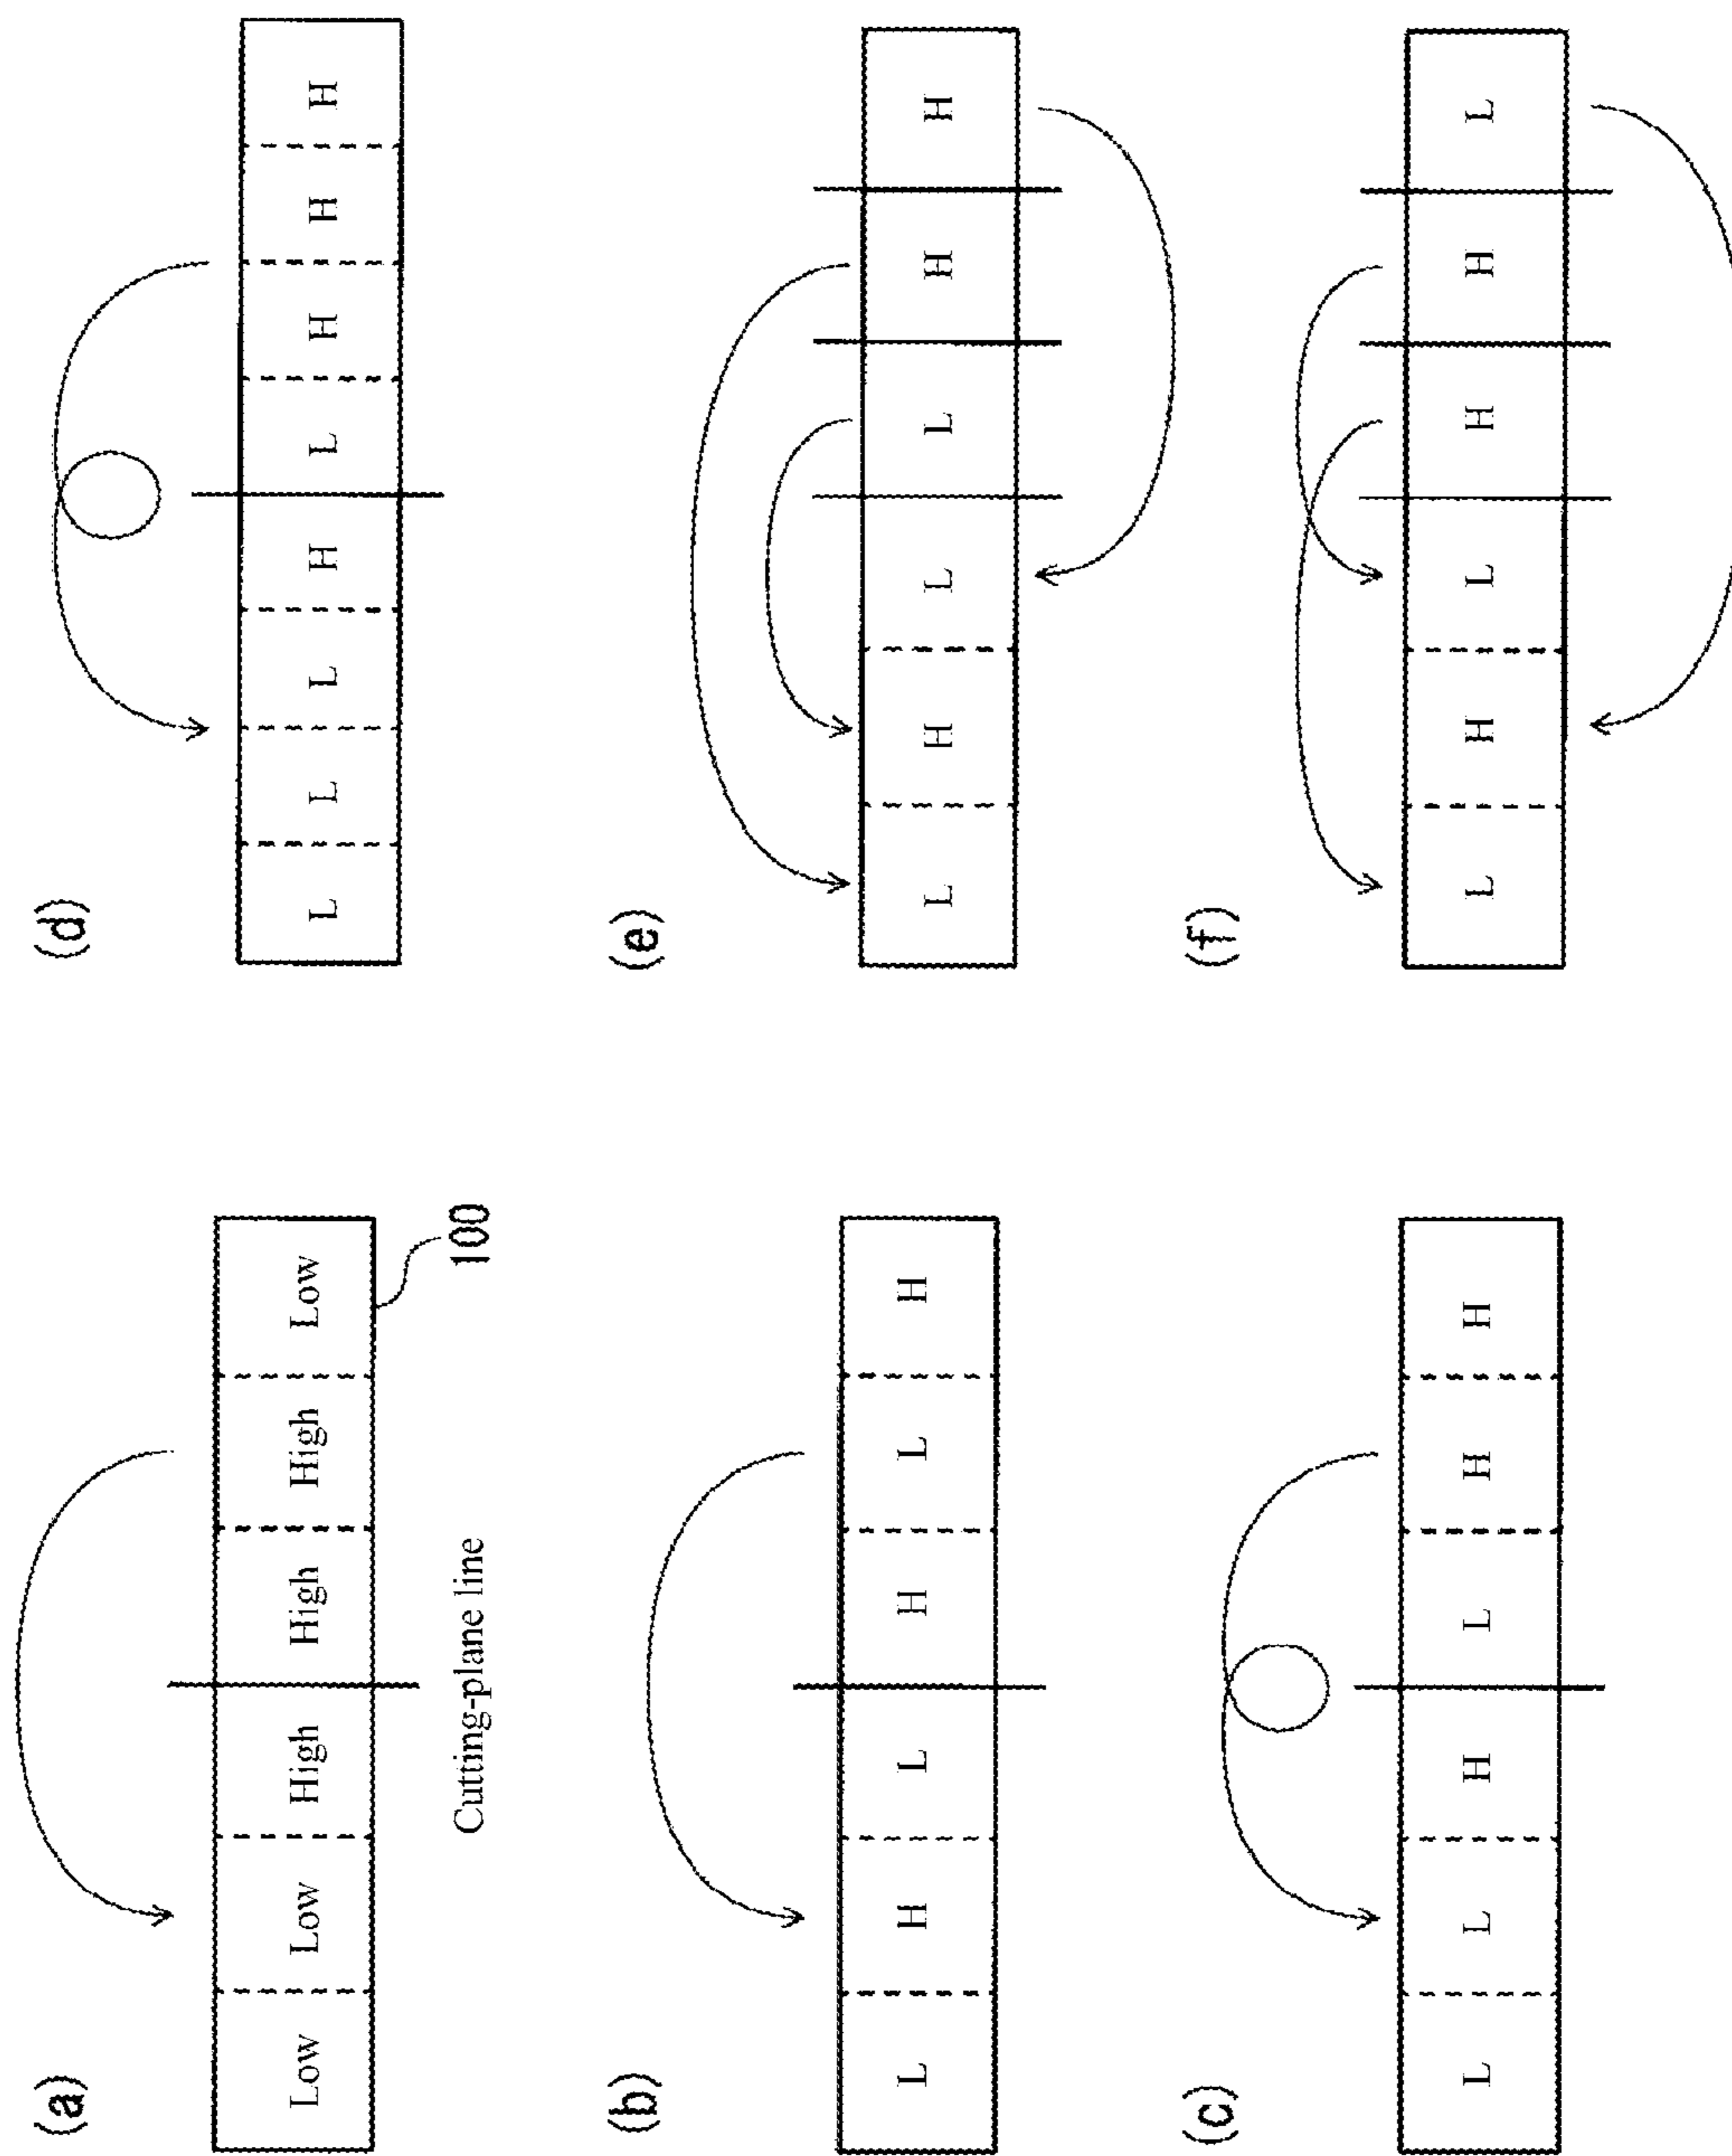 (a)
Low Low High High High Low
Cutting-plane line
100
(b)
L H L H L H
(c)
L L H L H H
(d)
L L L H L H H H
(e)
L H L L H H
(f)
L H L H H L